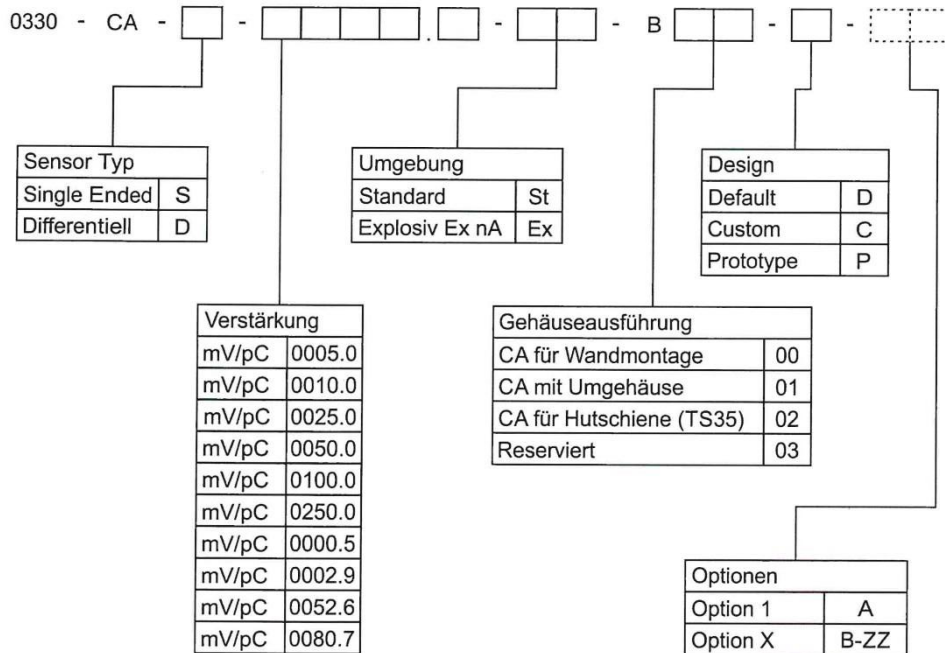 0330 - CA - . - - B - -
Sensor Typ
Single Ended S
Differentiell D
Umgebung
Standard St
Explosiv Ex nA Ex
Design
Default D
Custom C
Prototype P
Verstärkung
mV/pC 0005.0
mV/pC 0010.0
mV/pC 0025.0
mV/pC 0050.0
mV/pC 0100.0
mV/pC 0250.0
mV/pC 0000.5
mV/pC 0002.9
mV/pC 0052.6
mV/pC 0080.7
Gehäuseausführung
CA für Wandmontage 00
CA mit Umgehäuse 01
CA für Hutschiene (TS35) 02
Reserviert 03
Optionen
Option 1 A
Option X B-ZZ